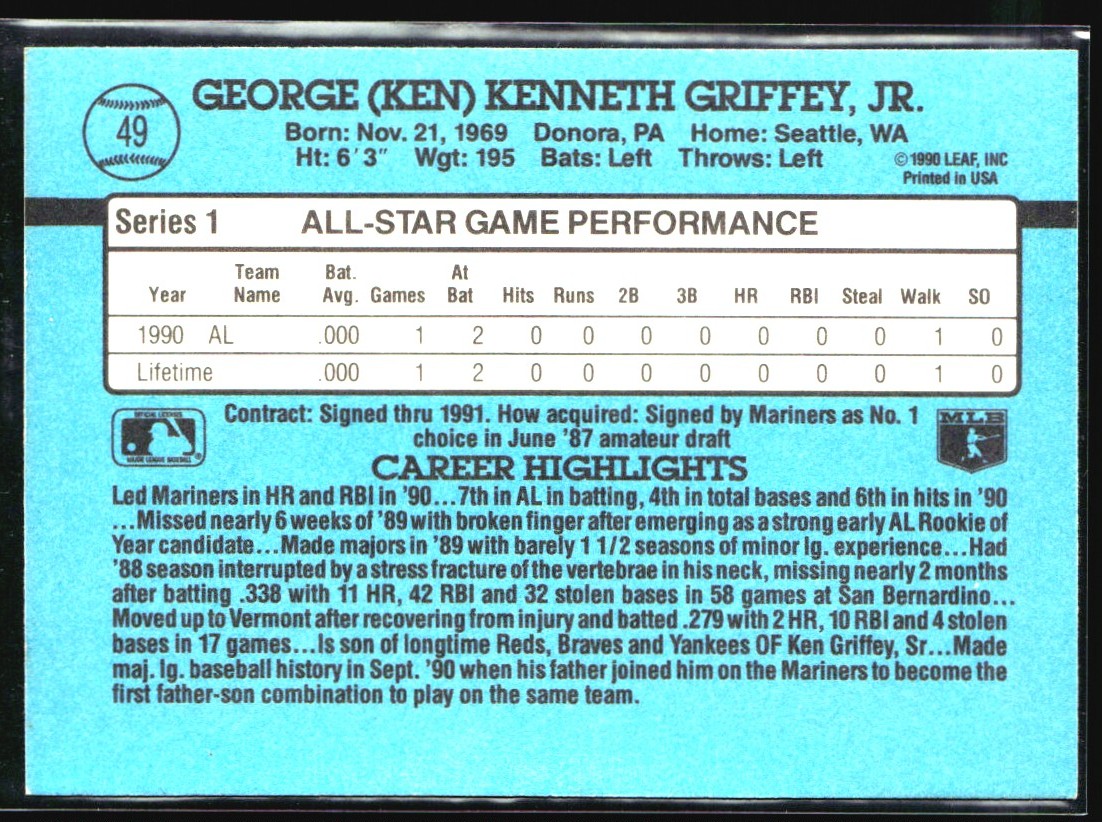 49
GEORGE (KEN) KENNETH GRIFFEY, JR.
Born: Nov. 21, 1969 Donora, PA Home: Seattle, WA
Ht: 6'3" Wgt: 195 Bats: Left Throws: Left
©1990 LEAF, INC
Printed in USA
Series 1 ALL-STAR GAME PERFORMANCE
Year Team Name Bat. Avg. Games At Bat Hits Runs 2B 3B HR RBI Steal Walk SO
1990 AL .000 1 2 0 0 0 0 0 0 0 1 0
Lifetime .000 1 2 0 0 0 0 0 0 0 1 0
OFFICIAL LICENSEE
MAJOR LEAGUE BASEBALL
Contract: Signed thru 1991. How acquired: Signed by Mariners as No. 1
choice in June '87 amateur draft
MLB
CAREER HIGHLIGHTS
Led Mariners in HR and RBI in '90...7th in AL in batting, 4th in total bases and 6th in hits in '90
...Missed nearly 6 weeks of '89 with broken finger after emerging as a strong early AL Rookie of
Year candidate...Made majors in '89 with barely 1 1/2 seasons of minor lg. experience...Had
'88 season interrupted by a stress fracture of the vertebrae in his neck, missing nearly 2 months
after batting .338 with 11 HR, 42 RBI and 32 stolen bases in 58 games at San Bernardino...
Moved up to Vermont after recovering from injury and batted .279 with 2 HR, 10 RBI and 4 stolen
bases in 17 games...Is son of longtime Reds, Braves and Yankees OF Ken Griffey, Sr...Made
maj. lg. baseball history in Sept. '90 when his father joined him on the Mariners to become the
first father-son combination to play on the same team.